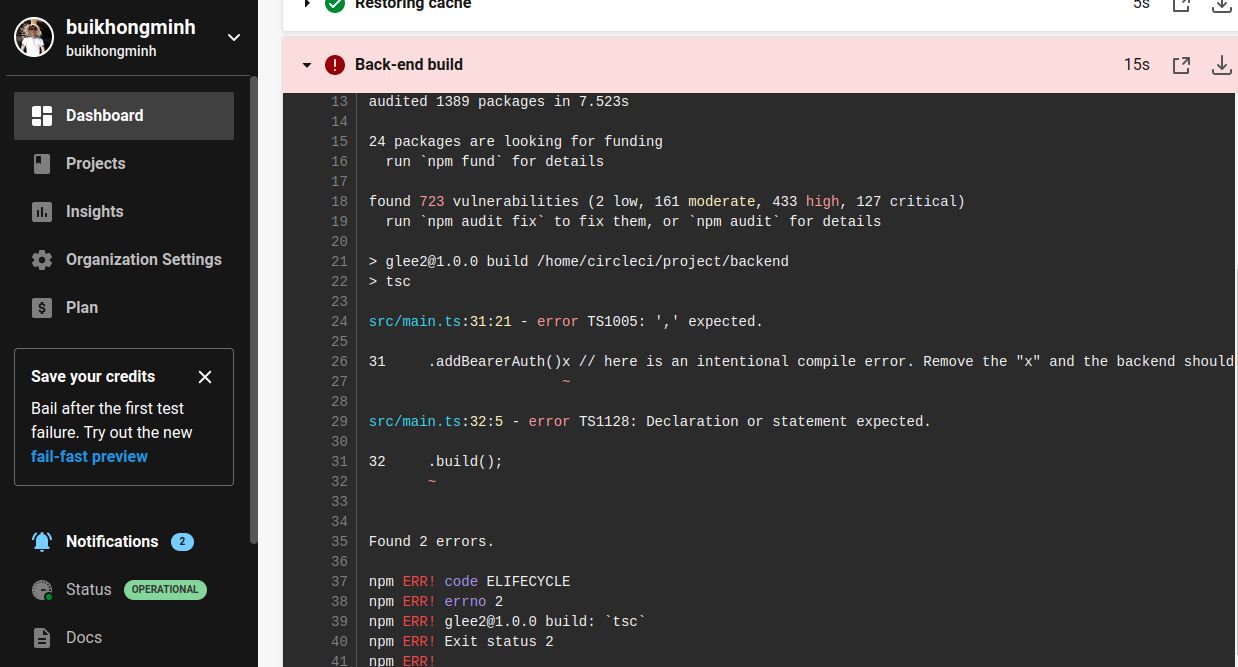 buikhongminh
buikhongminh
Dashboard
Projects
Insights
Organization Settings
$ Plan
Save your credits
Bail after the first test
failure. Try out the new
fail-fast preview
Notifications 2
Status OPERATIONAL
Docs
Restoring cache 5s
! Back-end build 15s
13 audited 1389 packages in 7.523s
14
15 24 packages are looking for funding
16 run `npm fund` for details
17
18 found 723 vulnerabilities (2 low, 161 moderate, 433 high, 127 critical)
19 run `npm audit fix` to fix them, or `npm audit` for details
20
21 > glee2@1.0.0 build /home/circleci/project/backend
22 > tsc
23
24 src/main.ts:31:21 - error TS1005: ',' expected.
25
26 31 .addBearerAuth()x // here is an intentional compile error. Remove the "x" and the backend should
27 ~
28
29 src/main.ts:32:5 - error TS1128: Declaration or statement expected.
30
31 32 .build();
32 ~
33
34
35 Found 2 errors.
36
37 npm ERR! code ELIFECYCLE
38 npm ERR! errno 2
39 npm ERR! glee2@1.0.0 build: `tsc`
40 npm ERR! Exit status 2
41 npm ERR!